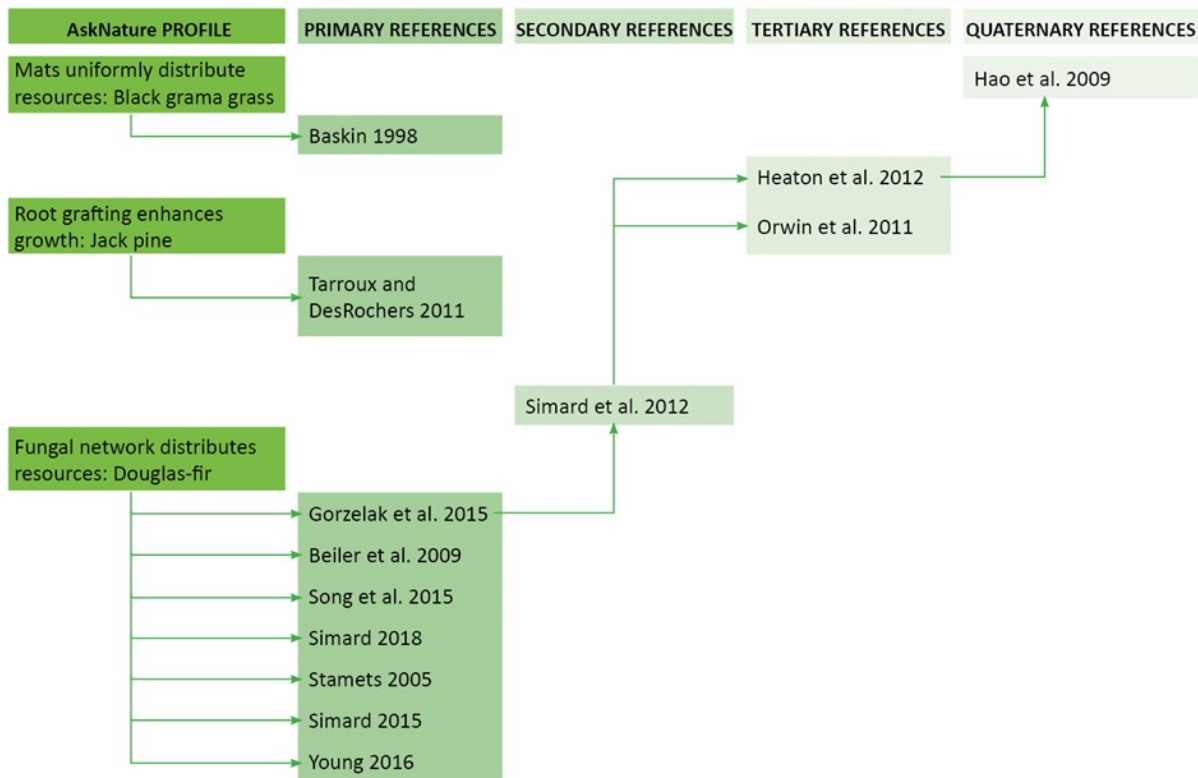 AskNature PROFILE
PRIMARY REFERENCES
SECONDARY REFERENCES
TERTIARY REFERENCES
QUATERNARY REFERENCES
Mats uniformly distribute
resources: Black grama grass
Baskin 1998
Hao et al. 2009
Heaton et al. 2012
Orwin et al. 2011
Root grafting enhances
growth: Jack pine
Tarroux and
DesRochers 2011
Simard et al. 2012
Fungal network distributes
resources: Douglas-fir
Gorzelak et al. 2015
Beiler et al. 2009
Song et al. 2015
Simard 2018
Stamets 2005
Simard 2015
Young 2016